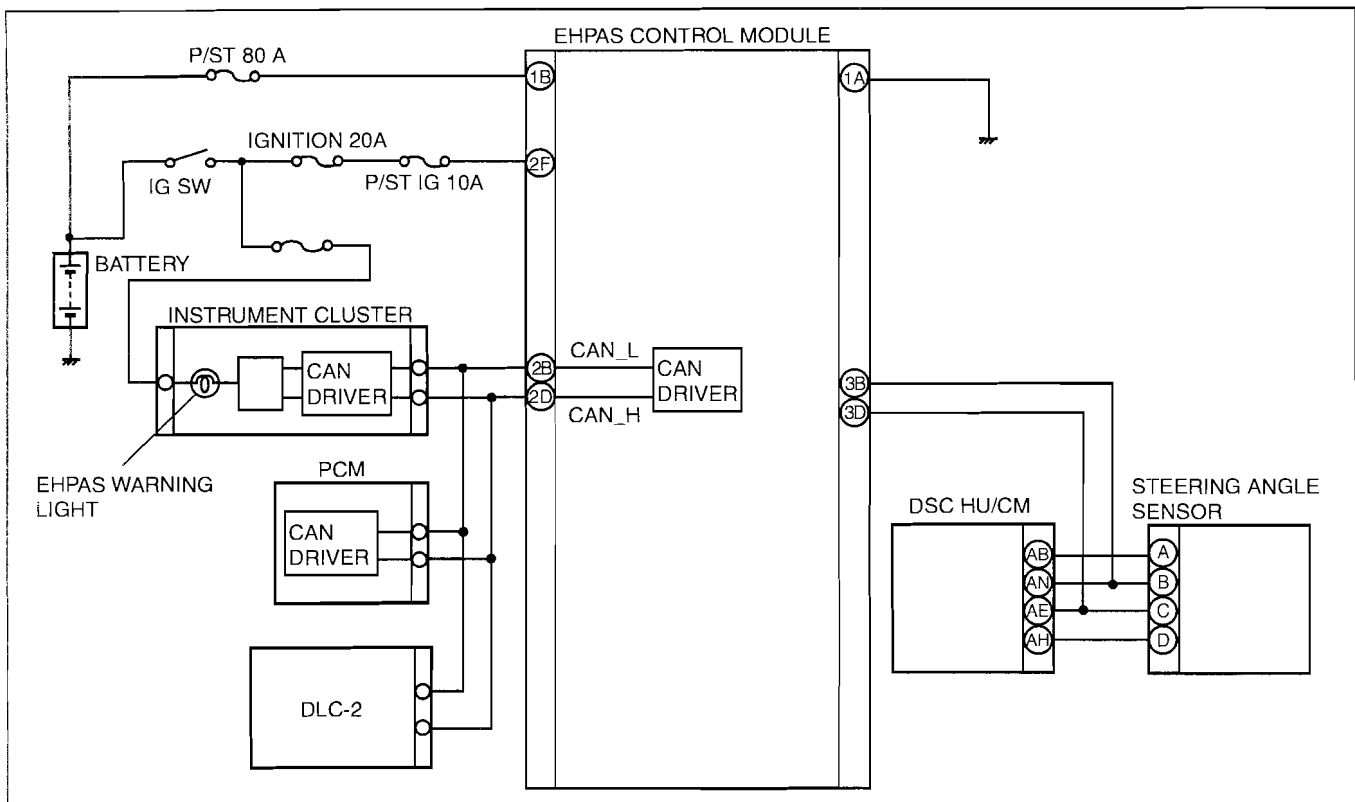 EHPAS CONTROL MODULE
P/ST 80 A
1B
1A
IGNITION 20A
IG SW
P/ST IG 10A
2F
BATTERY
INSTRUMENT CLUSTER
CAN
DRIVER
2B
CAN_L
CAN
DRIVER
2D
CAN_H
3B
3D
EHPAS WARNING
LIGHT
PCM
CAN
DRIVER
DSC HU/CM
STEERING ANGLE
SENSOR
AB
A
AN
B
AE
C
AH
D
DLC-2